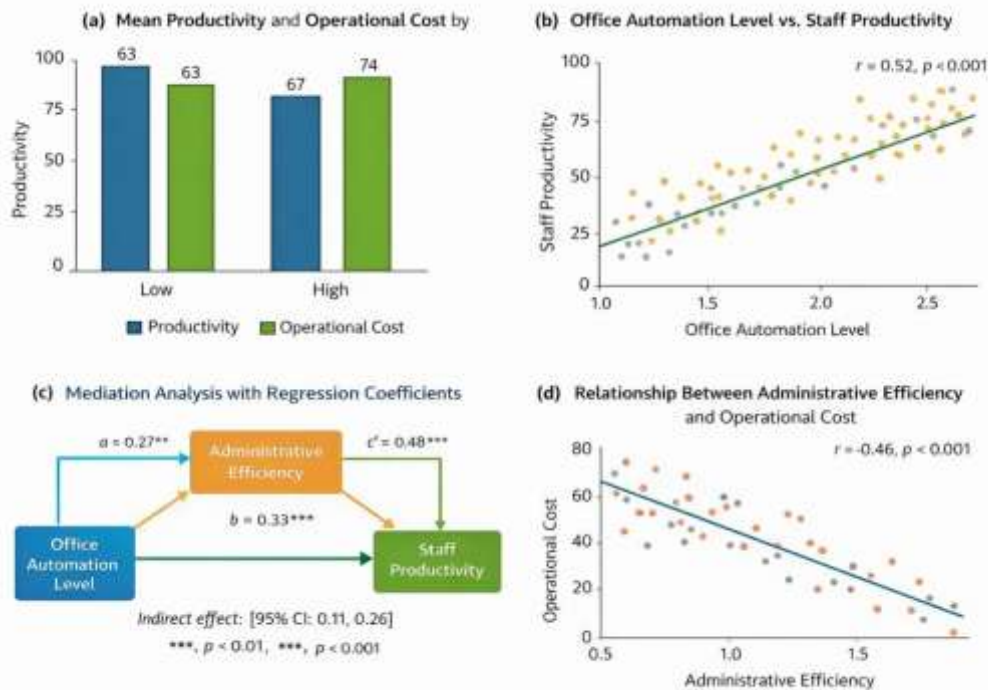 (a) Mean Productivity and Operational Cost by
63
63
67
74
100
75
50
25
75
0
Productivity
Low
High
Productivity
Operational Cost
(b) Office Automation Level vs. Staff Productivity
r = 0.52, p < 0.001
100
75
50
25
0
Staff Productivity
1.0
1.5
2.0
2.5
Office Automation Level
(c) Mediation Analysis with Regression Coefficients
a = 0.27**
Administrative
Efficiency
c' = 0.48***
b = 0.33***
Office
Automation
Level
Staff
Productivity
Indirect effect: [95% CI: 0.11, 0.26]
***, p < 0.01, ***, p < 0.001
(d) Relationship Between Administrative Efficiency
and Operational Cost
r = -0.46, p < 0.001
80
60
40
20
0
Operational Cost
0.5
1.0
1.5
Administrative Efficiency